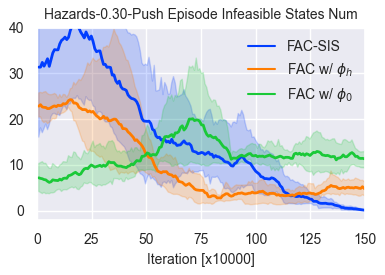 Hazards-0.30-Push Episode Infeasible States Num
40
30
20
10
0
FAC-SIS
FAC w/ ϕh
FAC w/ ϕ0
0 25 50 75 100 125 150
Iteration [x10000]